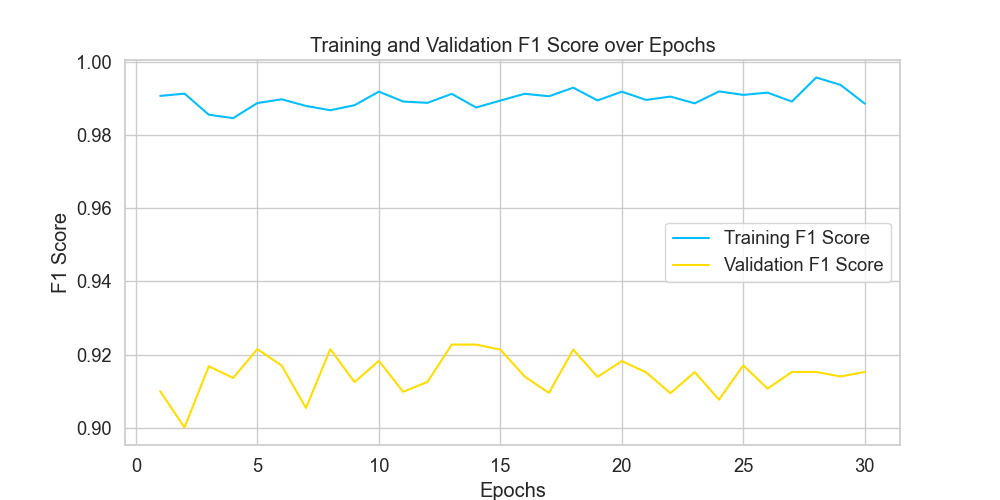 Training and Validation F1 Score over Epochs
1.00
0.98
0.96
0.94
0.92
0.90
F1 Score
Training F1 Score
Validation F1 Score
0 5 10 15 20 25 30
Epochs